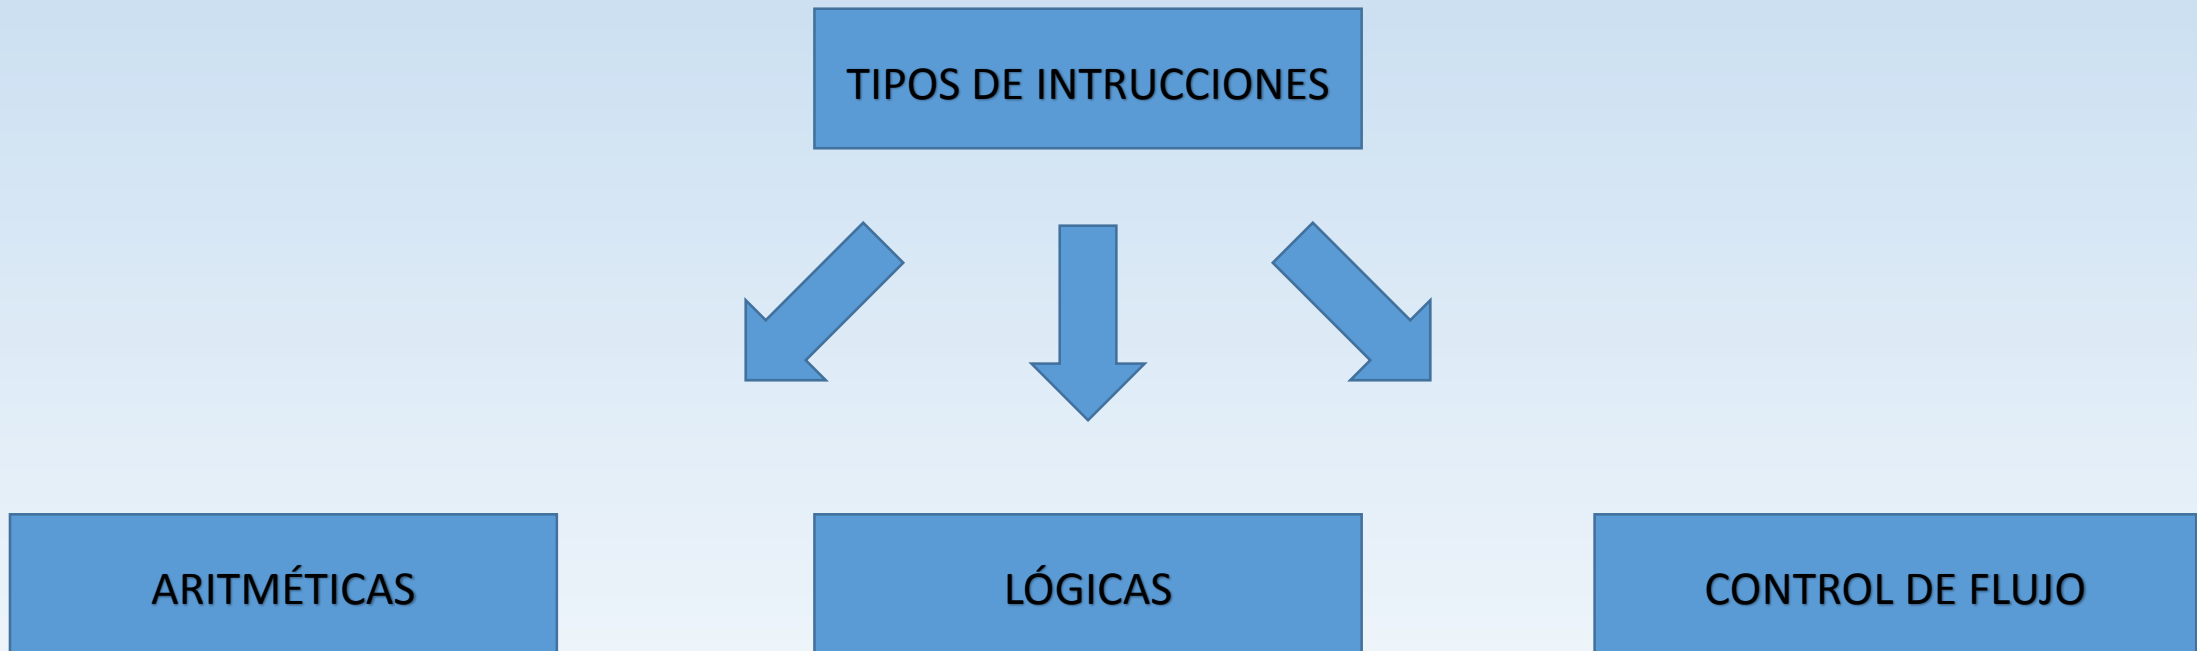 TIPOS DE INTRUCCIONES
ARITMÉTICAS
LÓGICAS
CONTROL DE FLUJO